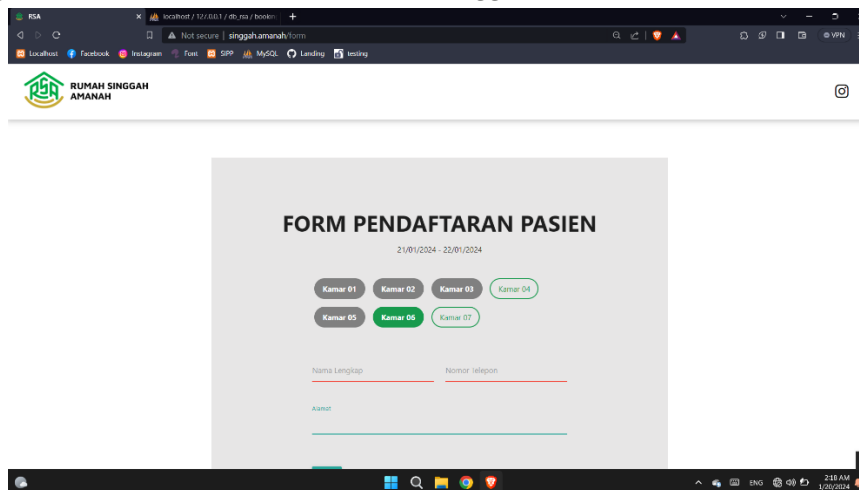 RSA
localhost / 127.0.0.1 / db_rsa / bookin
Not secure
singgah.amanah/form
VPN
Localhost Facebook Instagram Font SIPP MySQL Landing testing
RSA
RUMAH SINGGAH
AMANAH
FORM PENDAFTARAN PASIEN
21/01/2024 - 22/01/2024
Kamar 01 Kamar 02 Kamar 03 Kamar 04
Kamar 05 Kamar 06 Kamar 07
Nama Lengkap Nomor Telepon
Alamat
ENG
2:18 AM
1/20/2024